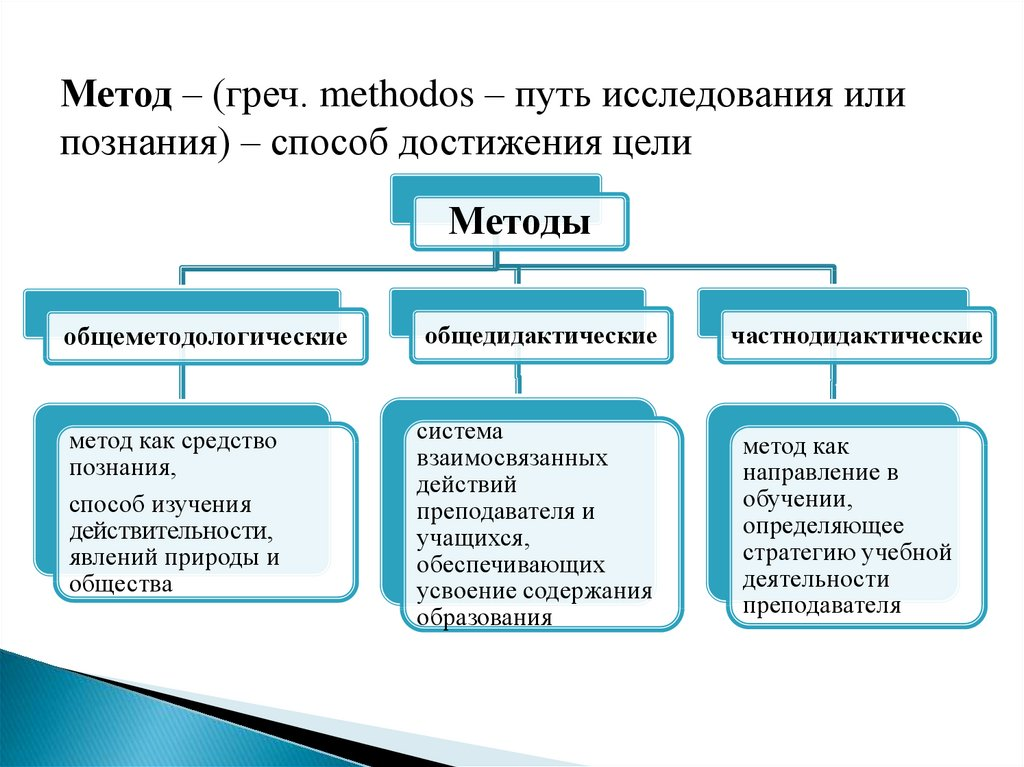 Метод – (греч. methodos – путь исследования или
познания) – способ достижения цели
Методы
общеметодологические
общедидактические
частнодидактические
метод как средство
познания,
способ изучения
действительности,
явлений природы и
общества
система
взаимосвязанных
действий
преподавателя и
учащихся,
обеспечивающих
усвоение содержания
образования
метод как
направление в
обучении,
определяющее
стратегию учебной
деятельности
преподавателя